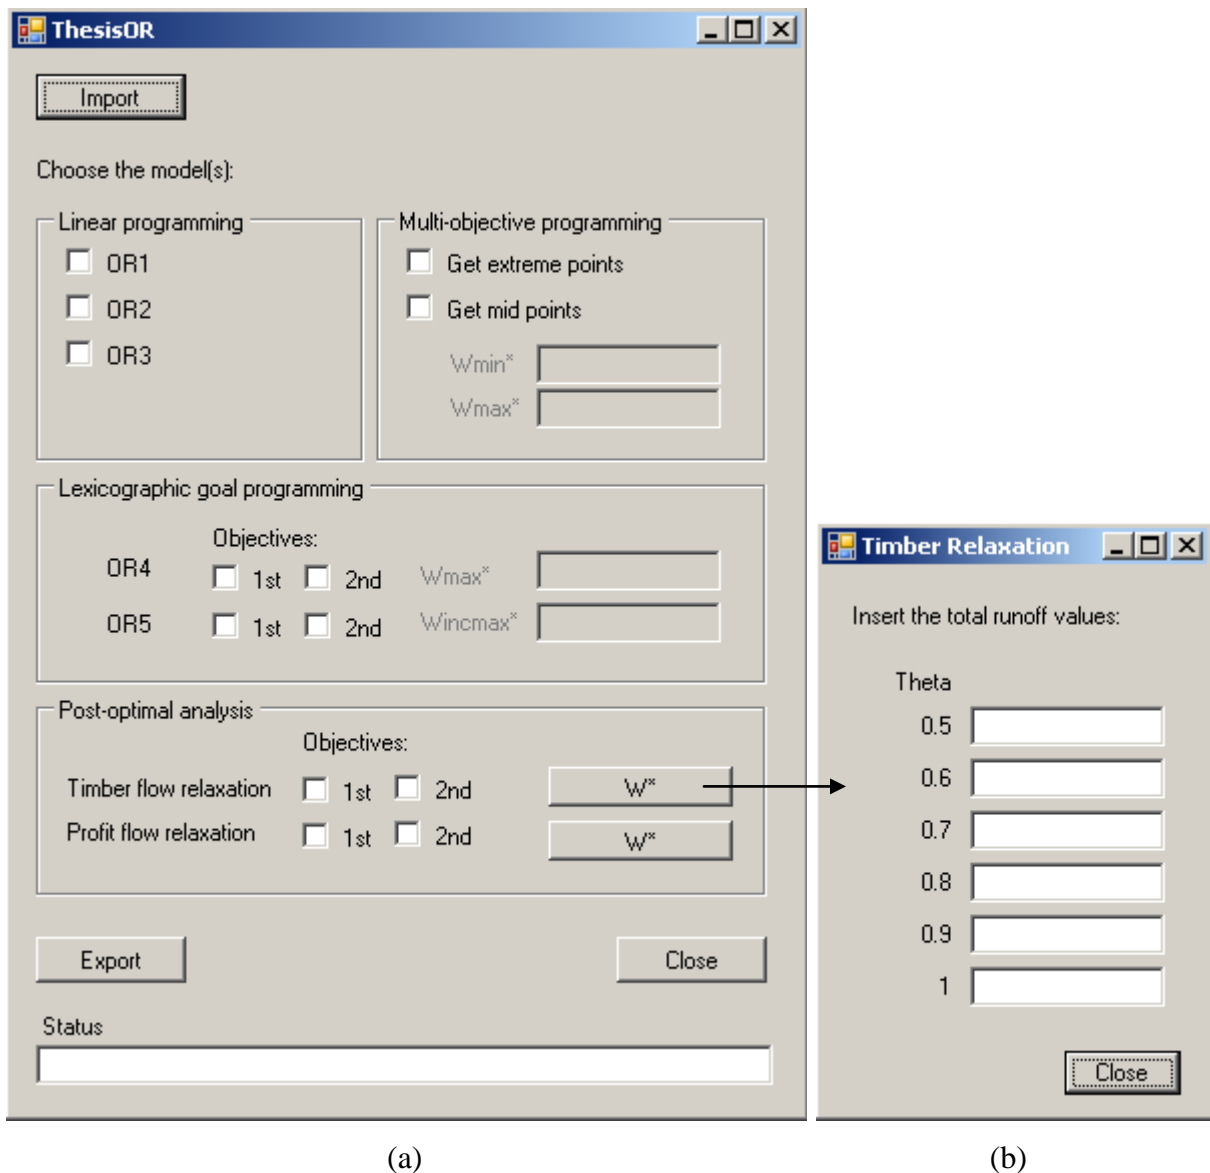 ThesisOR
Import
Choose the model(s):
Linear programming
OR1
OR2
OR3
Multi-objective programming
Get extreme points
Get mid points
Wmin*
Wmax*
Lexicographic goal programming
Objectives:
OR4 1st 2nd Wmax*
OR5 1st 2nd Wincmax*
Post-optimal analysis
Objectives:
Timber flow relaxation 1st 2nd W*
Profit flow relaxation 1st 2nd W*
Export Close
Status
(a)
Timber Relaxation
Insert the total runoff values:
Theta
0.5
0.6
0.7
0.8
0.9
1
Close
(b)